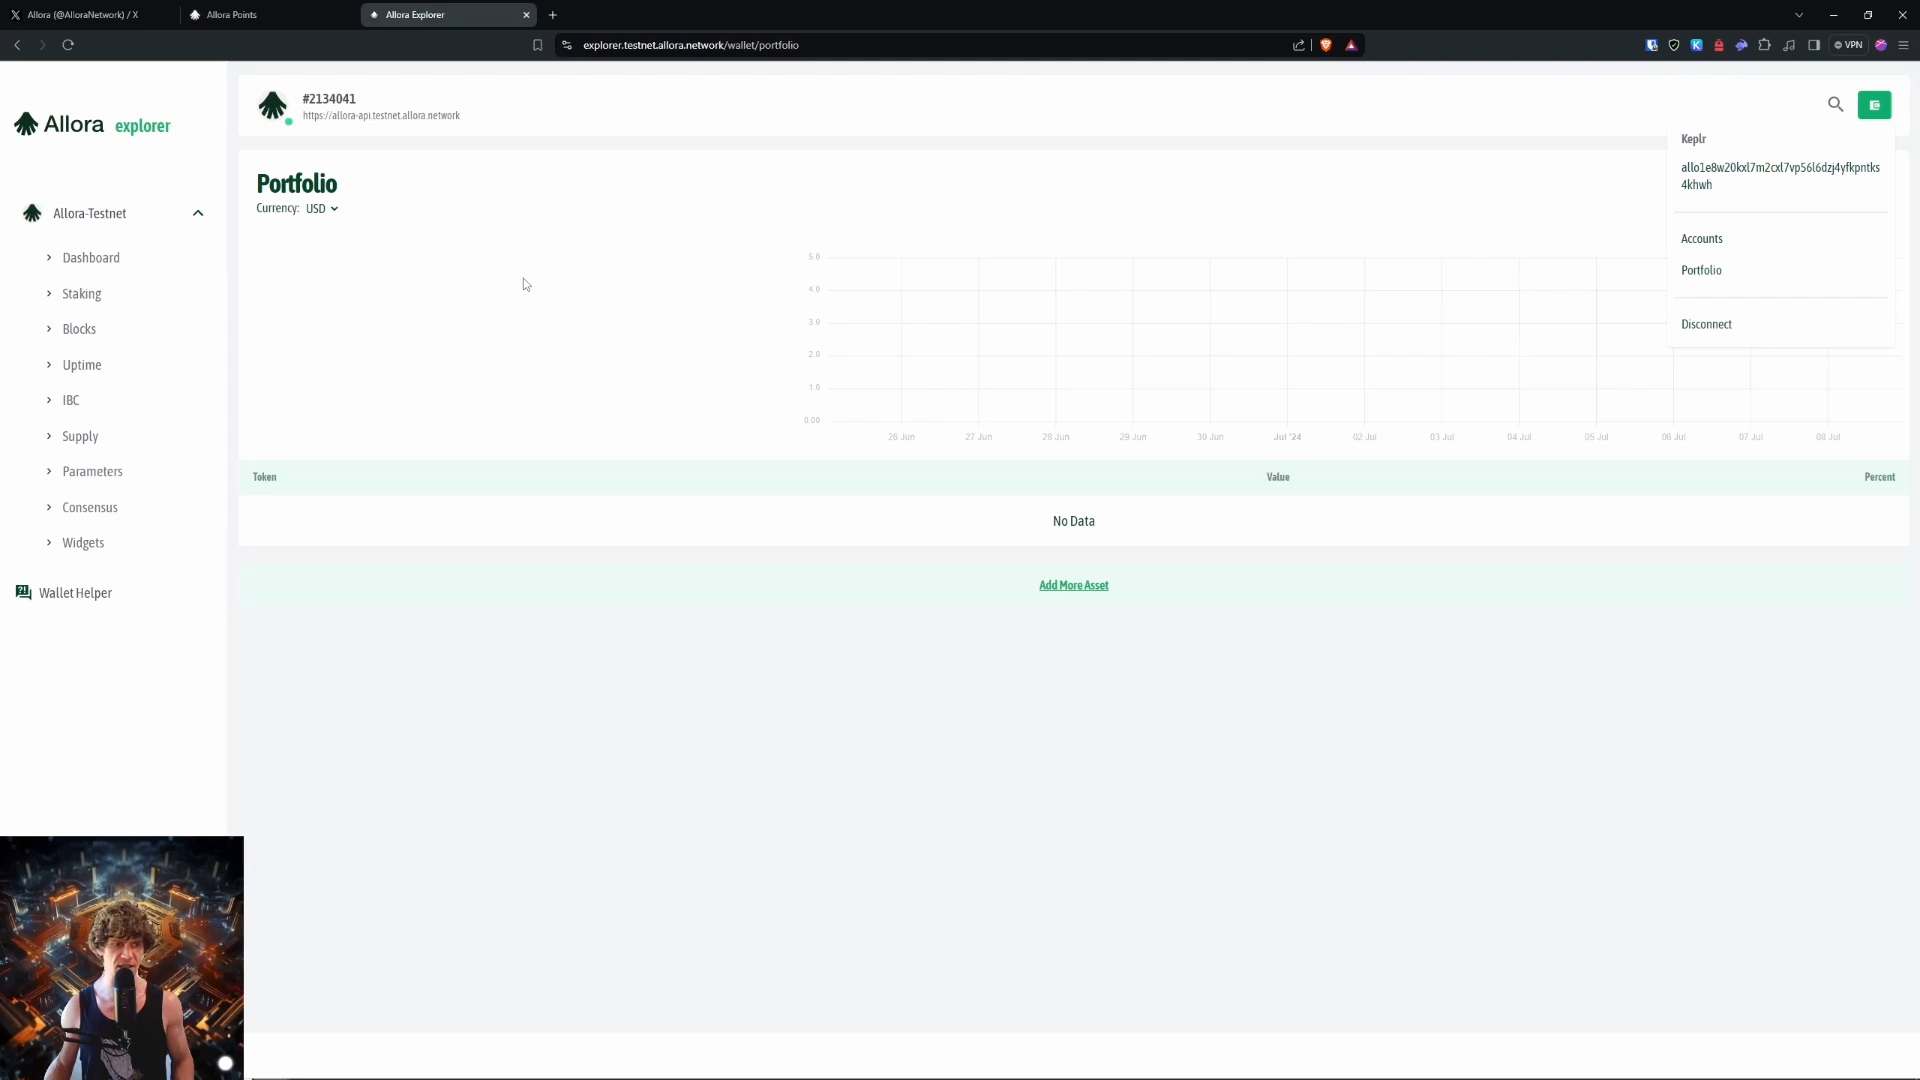 Allora (@AlloraNetwork) / X
Allora Points
Allora Explorer
explorer.testnet.allora.network/wallet/portfolio
VPN
Allora explorer
#2134041
https://allora-api.testnet.allora.network
Keplr
allo1e8w20kxl7m2cxl7vp56l6dzj4yfkpntks
4khwh
Accounts
Portfolio
Disconnect
Allora-Testnet
Dashboard
Staking
Blocks
Uptime
IBC
Supply
Parameters
Consensus
Widgets
Wallet Helper
Portfolio
Currency: USD
5.0
4.0
3.0
2.0
1.0
0.00
26 Jun 27 Jun 28 Jun 29 Jun 30 Jun Jul '24 02 Jul 03 Jul 04 Jul 05 Jul 06 Jul 07 Jul 08 Jul
Token Value Percent
No Data
Add More Asset